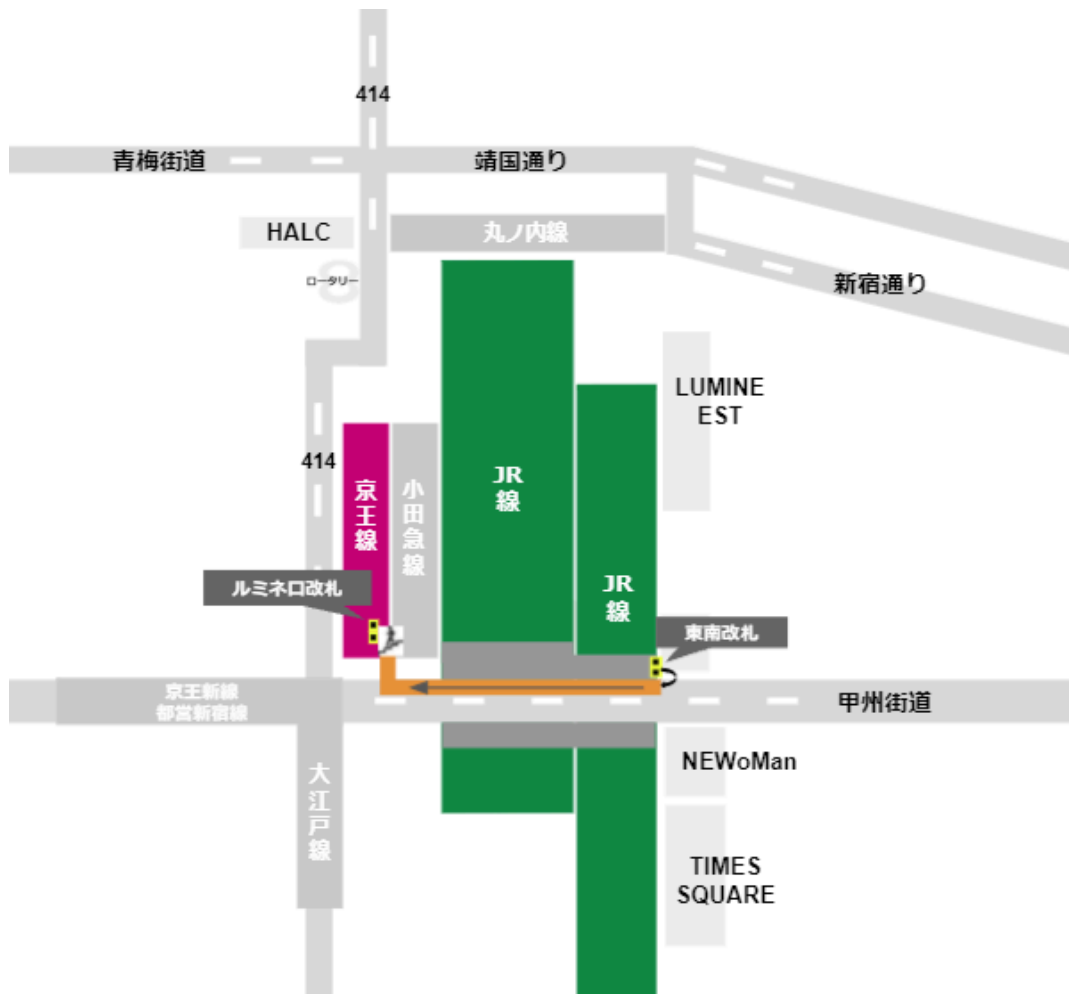 414
青梅街道
靖国通り
HALC
丸ノ内線
ロータリー
新宿通り
LUMINE
EST
414
京王線
小田急線
JR
線
JR
線
ルミネ口改札
東南改札
京王新線
都営新宿線
甲州街道
大江戸線
NEWoMan
TIMES
SQUARE